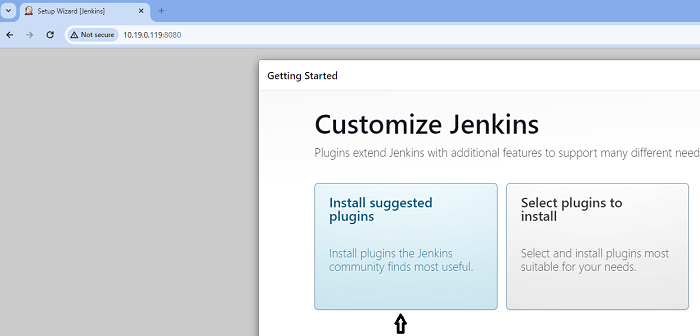 Setup Wizard [Jenkins]
Not secure 10.19.0.119:8080
Getting Started
Customize Jenkins
Plugins extend Jenkins with additional features to support many different need
Install suggested
plugins
Install plugins the Jenkins
community finds most useful.
Select plugins to
install
Select and install plugins most
suitable for your needs.